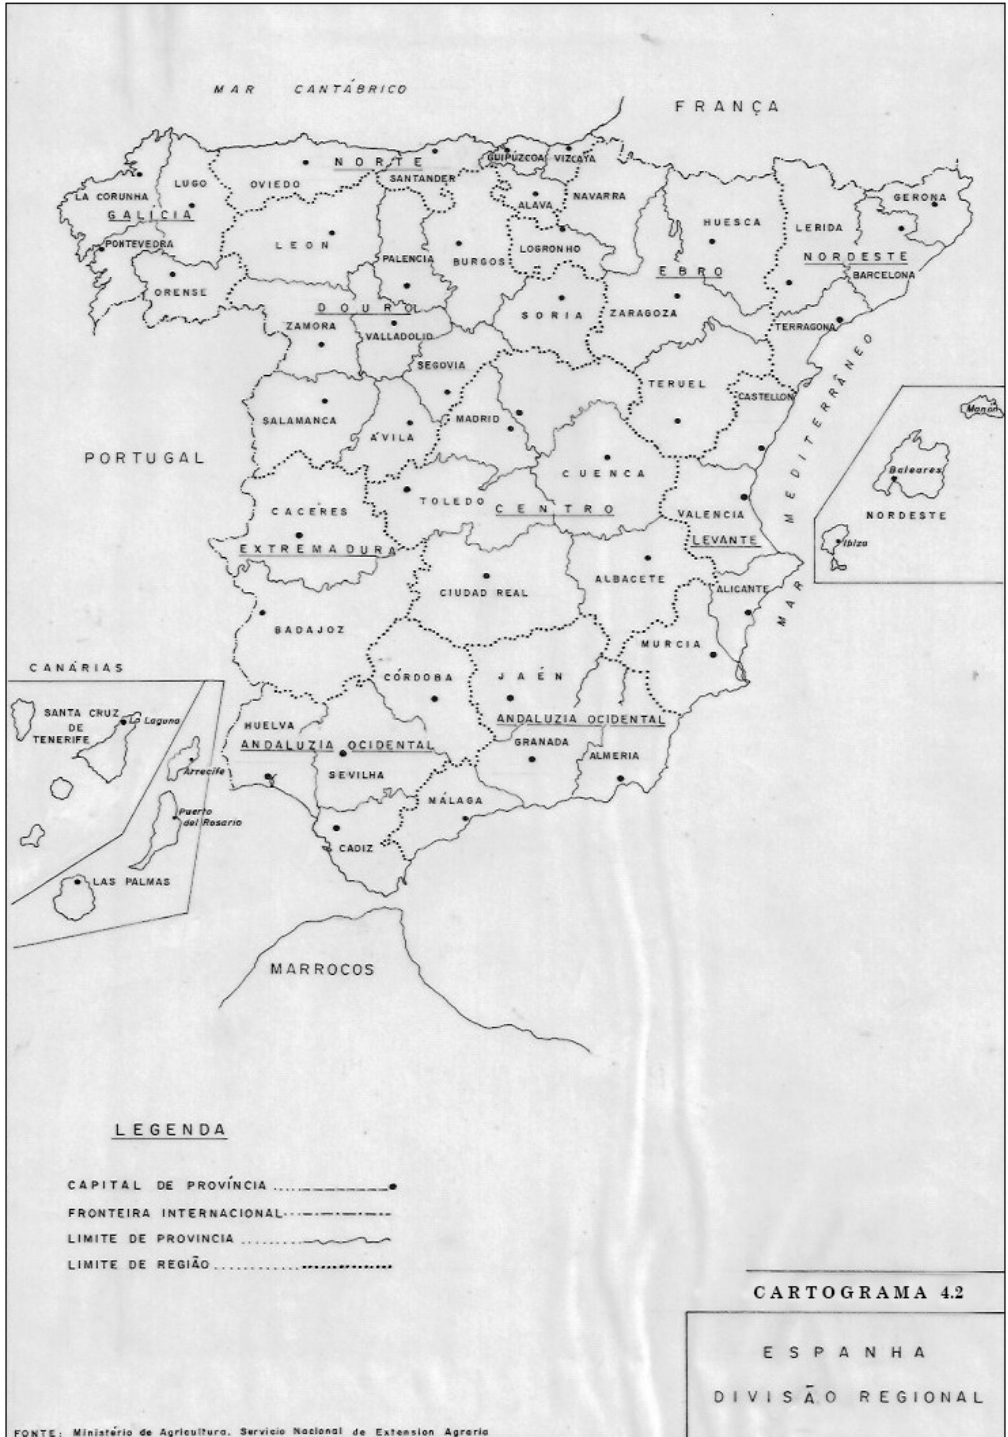 MAR CANTÁBRICO
FRANÇA
GUIPÚZCOA
VIZCAYA
NORTE
SANTANDER
LA CORUNHA
LUGO
OVIEDO
ALAVA
NAVARRA
GERONA
GALICIA
HUESCA
LERIDA
PONTEVEDRA
LEON
LOGRONHO
PALENCIA
BURGOS
NORDESTE
EBRO
BARCELONA
ORENSE
DOURO
SORIA
ZARAGOZA
ZAMORA
VALLADOLID
TERRAGONA
SEGOVIA
TERUEL
CASTELLON
MAR MEDITERRÂNEO
Manón
SALAMANCA
ÁVILA
MADRID
PORTUGAL
CUENCA
Baleares
TOLEDO
CENTRO
CACÉRES
VALENCIA
NORDESTE
EXTREMADURA
LEVANTE
Ibiza
ALBACETE
CIUDAD REAL
ALICANTE
BADAJOZ
MURCIA
CANÁRIAS
CÓRDOBA
JAÉN
SANTA CRUZ
DE
TENERIFE
La Laguna
HUELVA
ANDALUZIA OCIDENTAL
ANDALUZIA OCIDENTAL
GRANADA
ALMERIA
Arrecife
SEVILHA
MÁLAGA
Puerto
del Rosario
CADIZ
LAS PALMAS
MARROCOS
LEGENDA
CAPITAL DE PROVÍNCIA
FRONTEIRA INTERNACIONAL
LIMITE DE PROVINCIA
LIMITE DE REGIÃO
CARTOGRAMA 4.2
ESPANHA
DIVISÃO REGIONAL
FONTE: Ministério de Agricultura. Servicio Nacional de Extension Agraria